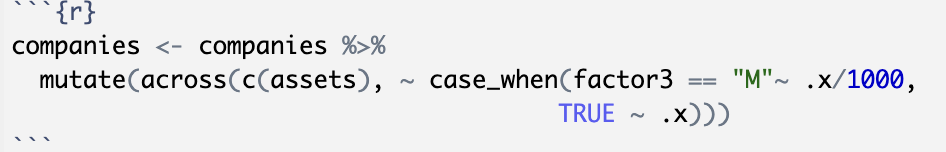 ```{r}
companies <- companies %>%
  mutate(across(c(assets), ~ case_when(factor3 == "M"~ .x/1000,
                                       TRUE ~ .x)))
```